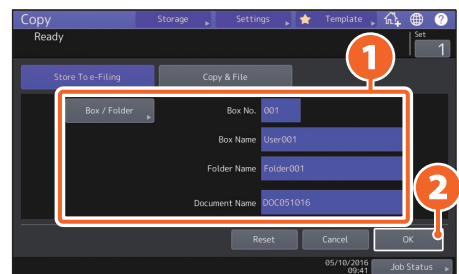 Copy Storage Settings Template ?
Ready Set
1
1
Store To e-Filing Copy & File
Box / Folder Box No. 001
Box Name User001
Folder Name Folder001
Document Name DOC051016
2
Reset Cancel OK
05/10/2016
09:41 Job Status